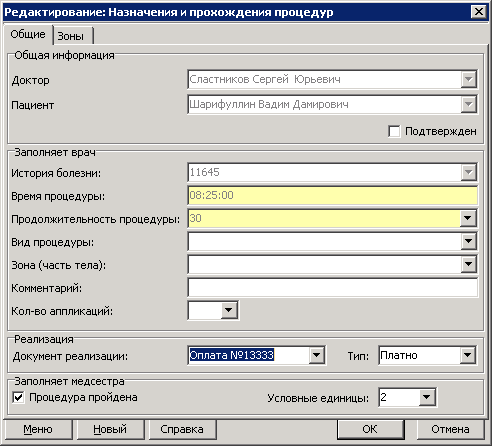 Редактирование: Назначения и прохождения процедур
Общие Зоны
Общая информация
Доктор Сластников Сергей Юрьевич
Пациент Шарифуллин Вадим Дамирович
Подтвержден
Заполняет врач
История болезни: 11645
Время процедуры: 08:25:00
Продолжительность процедуры: 30
Вид процедуры:
Зона (часть тела):
Комментарий:
Кол-во аппликаций:
Реализация
Документ реализации: Оплата №13333 Тип: Платно
Заполняет медсестра
Процедура пройдена Условные единицы: 2
Меню Новый Справка OK Отмена